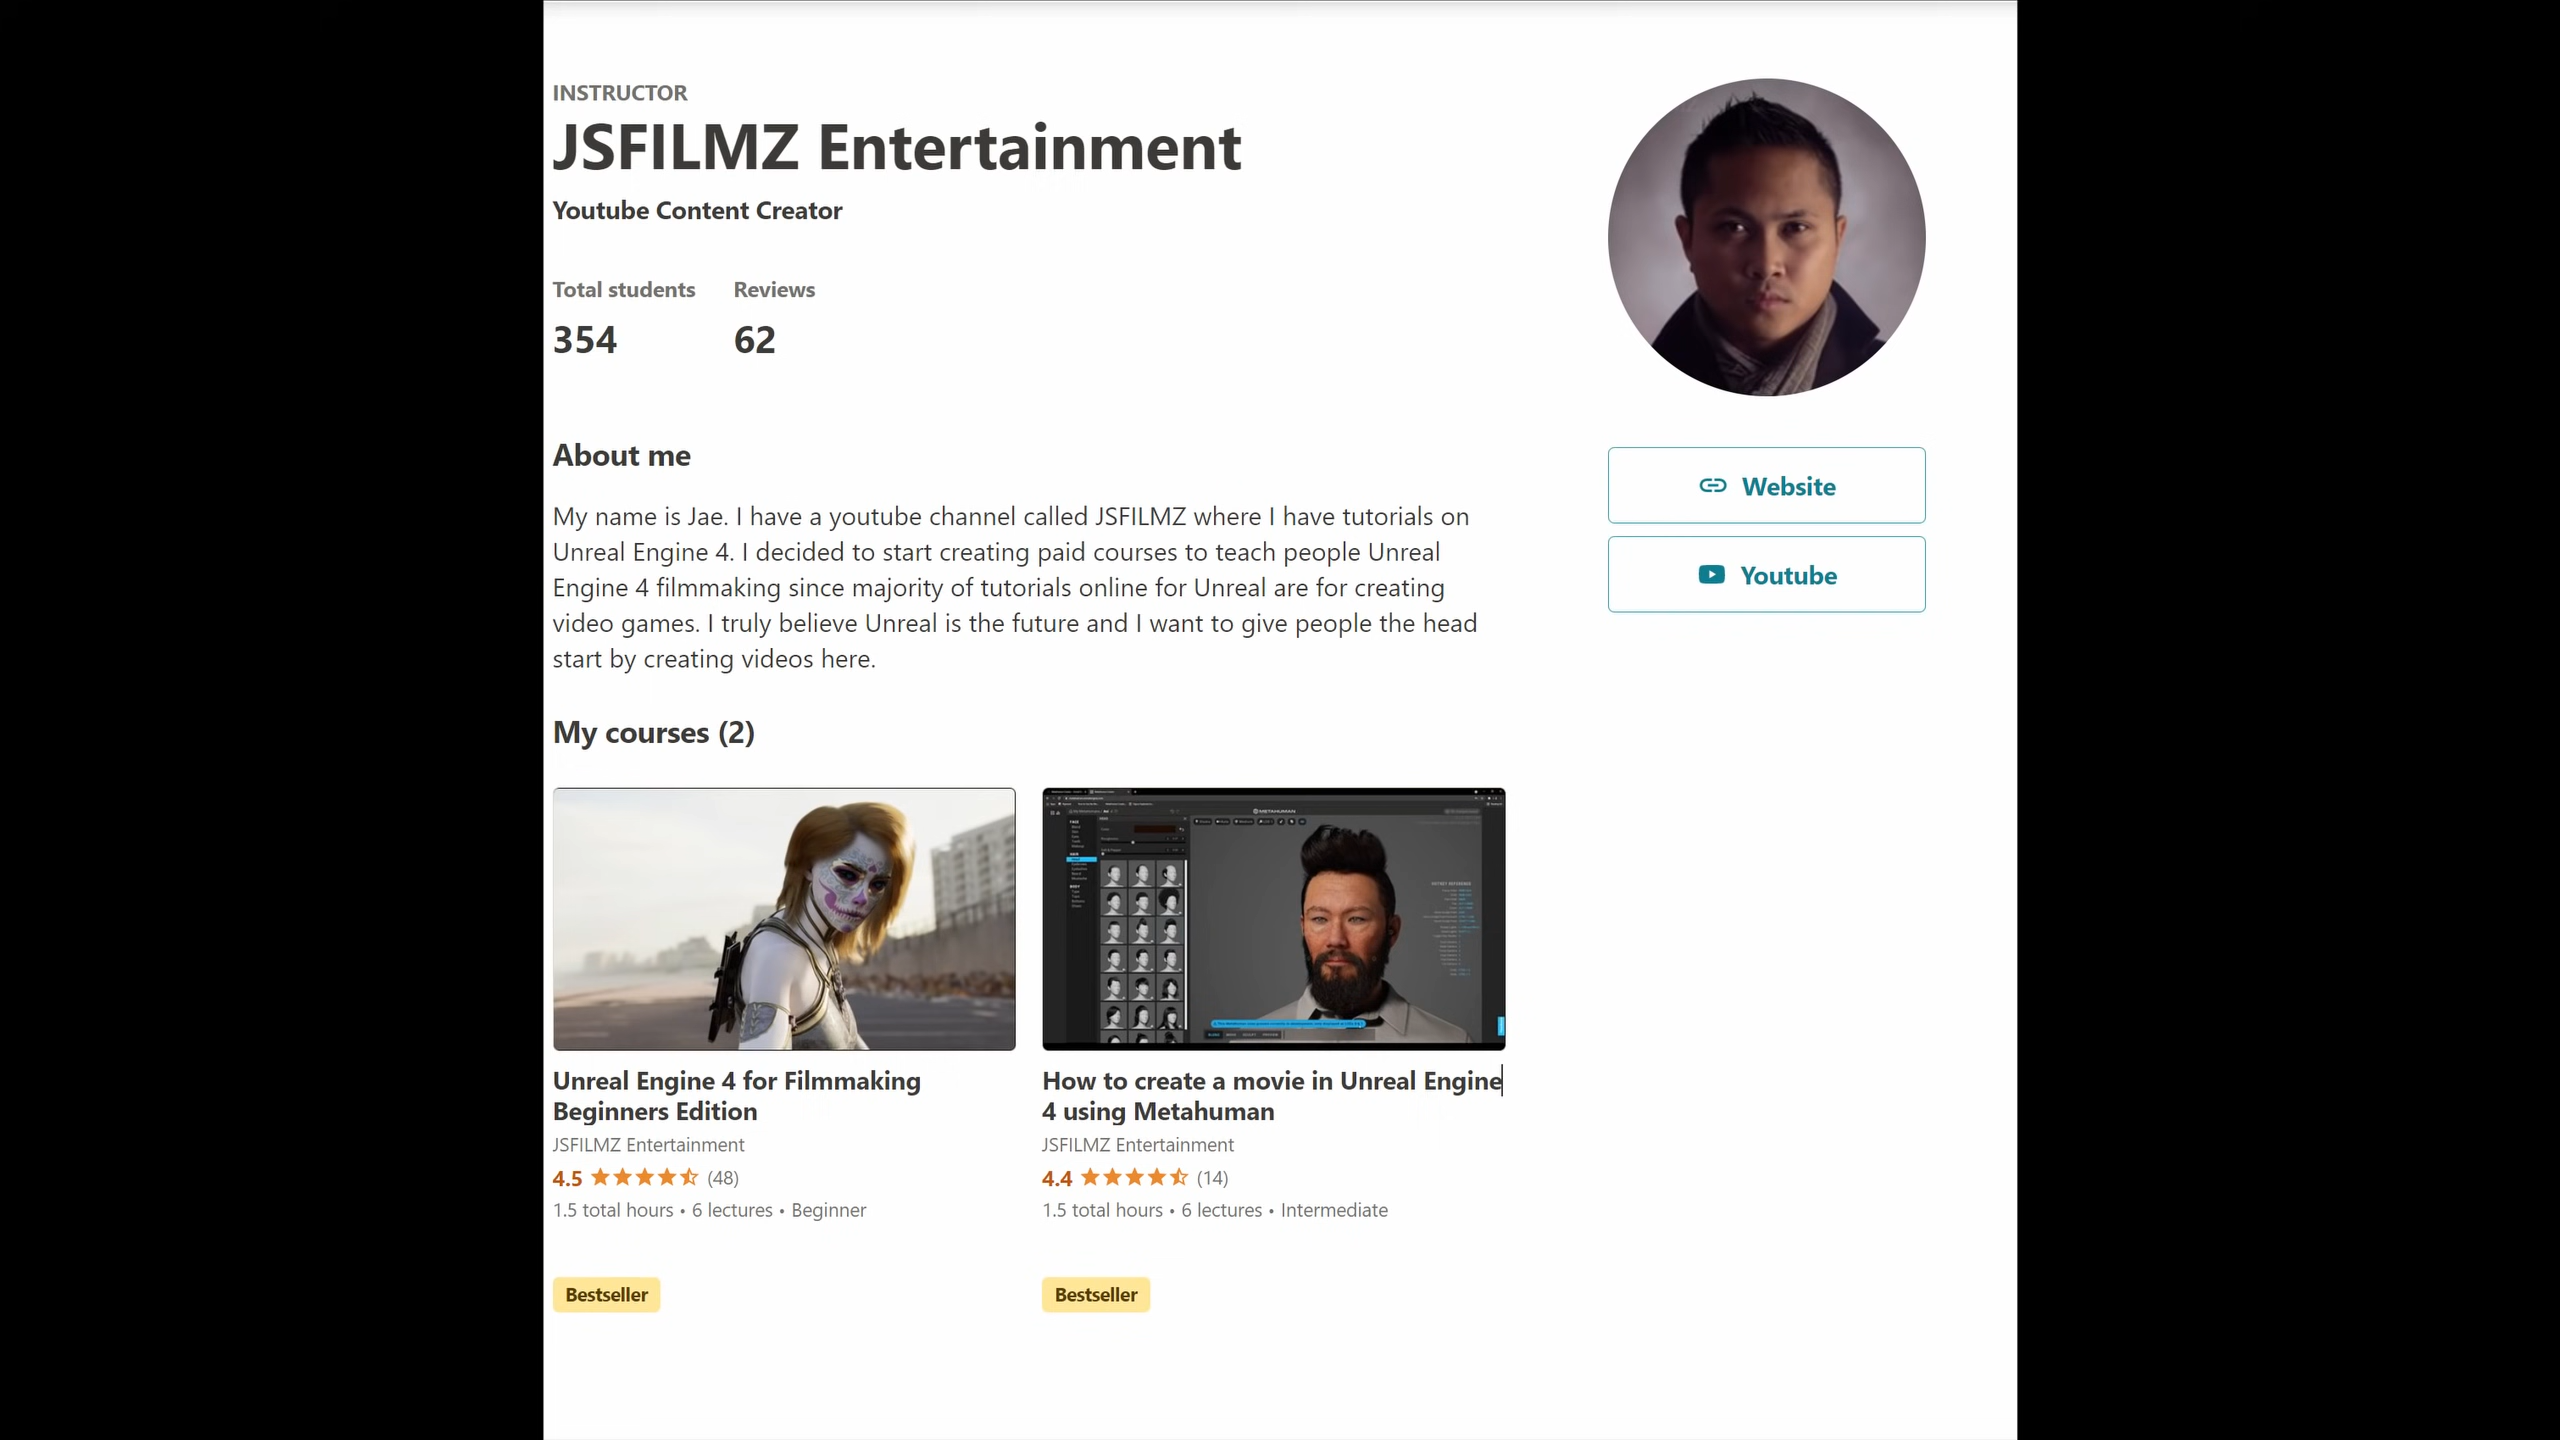 INSTRUCTOR
JSFILMZ Entertainment
Youtube Content Creator
Total students Reviews
354 62
About me
My name is Jae. I have a youtube channel called JSFILMZ where I have tutorials on
Unreal Engine 4. I decided to start creating paid courses to teach people Unreal
Engine 4 filmmaking since majority of tutorials online for Unreal are for creating
video games. I truly believe Unreal is the future and I want to give people the head
start by creating videos here.
Website
Youtube
My courses (2)
METAHUMAN
Unreal Engine 4 for Filmmaking
Beginners Edition
JSFILMZ Entertainment
4.5 (48)
1.5 total hours • 6 lectures • Beginner
Bestseller
How to create a movie in Unreal Engine
4 using Metahuman
JSFILMZ Entertainment
4.4 (14)
1.5 total hours • 6 lectures • Intermediate
Bestseller